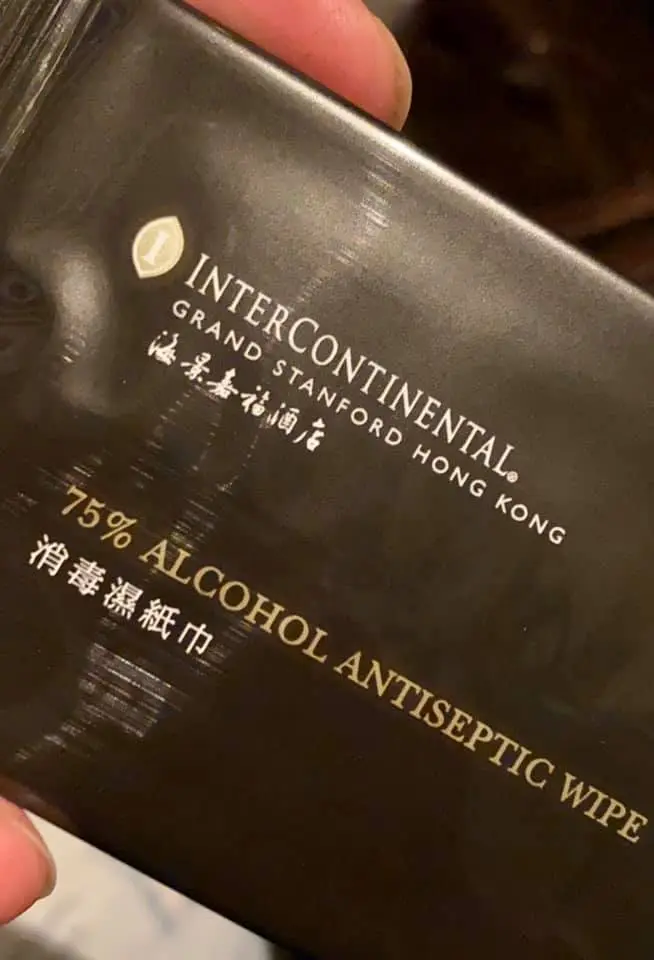 I
INTERCONTINENTAL®
GRAND STANFORD HONG KONG
海景嘉福酒店
75% ALCOHOL ANTISEPTIC WIPE
消毒濕紙巾